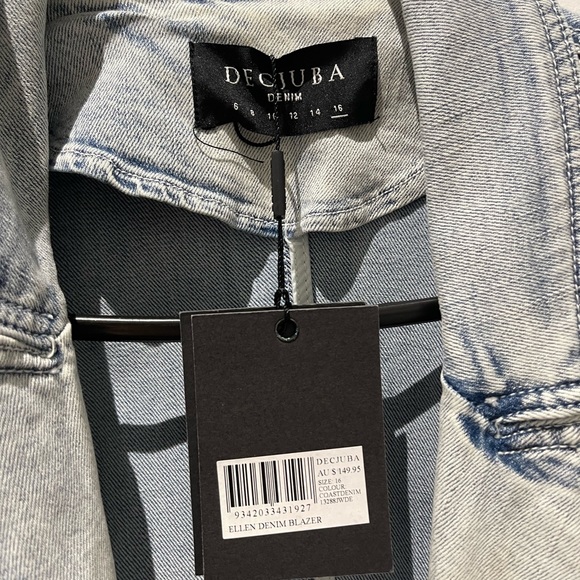 DECJUBA
DENIM
6 8 10 12 14 16
DECJUBA
AU $ 149.95
SIZE: 16
COLOUR
COASTDENIM
13288JWDE
9342033431927
ELLEN DENIM BLAZER